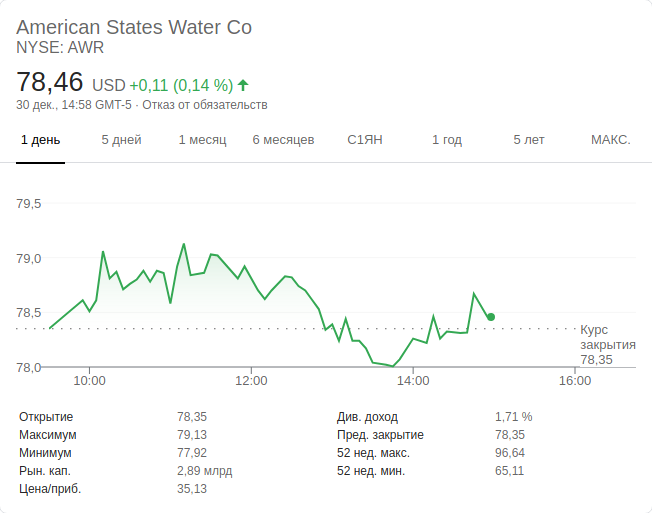 American States Water Co
NYSE: AWR
78,46 USD +0,11 (0,14 %)
30 дек., 14:58 GMT-5 · Отказ от обязательств
1 день 5 дней 1 месяц 6 месяцев С1ЯН 1 год 5 лет МАКС.
79,5
79,0
78,5
78,0
Курс
закрытия
78,35
10:00 12:00 14:00 16:00
Открытие 78,35 Див. доход 1,71 %
Максимум 79,13 Пред. закрытие 78,35
Минимум 77,92 52 нед. макс. 96,64
Рын. кап. 2,89 млрд 52 нед. мин. 65,11
Цена/приб. 35,13